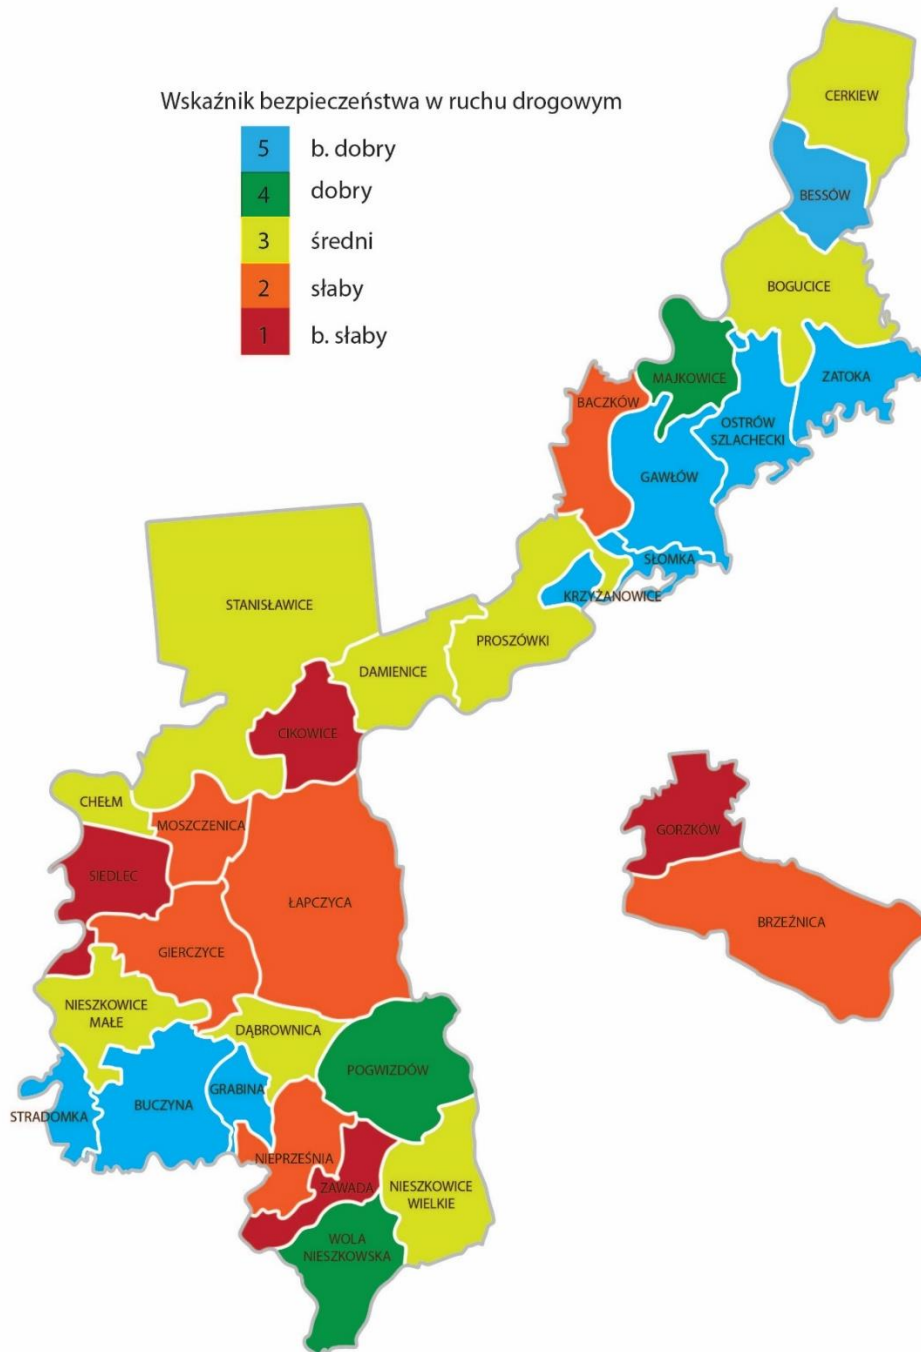 Wskaźnik bezpieczeństwa w ruchu drogowym
5 b. dobry
4 dobry
3 średni
2 słaby
1 b. słaby
CERKIEW
BESSÓW
BOGUCICE
MAJKOWICE
ZATOKA
BACZKÓW
OSTRÓW
SZLACHECKI
GAWŁÓW
SŁOMKA
KRZYŻANOWICE
STANISŁAWICE
PROSZÓWKI
DAMIENICE
CIKOWICE
CHEŁM
MOSZCZENICA
GORZKÓW
SIEDLEC
ŁAPCZYCA
BRZEŹNICA
GIERCZYCE
NIESZKOWICE
MAŁE
DĄBROWNICA
POGWIZDÓW
GRABINA
BUCZYNA
STRADOMKA
NIEPRZEŚNIA
ZAWADA
NIESZKOWICE
WIELKIE
WOLA
NIESZKOWSKA